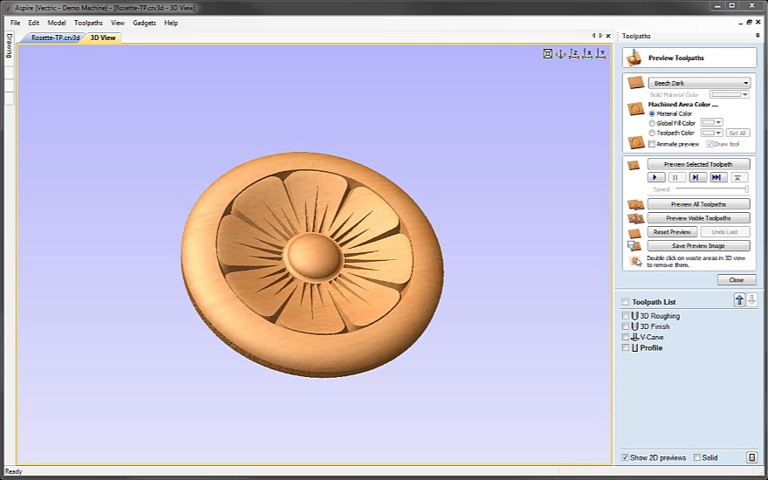 Aspire [Vectric - Demo Machine] - [Rosette-TP.crv3d - 3D View]
File Edit Model Toolpaths View Gadgets Help
Drawing
Rosette-TP.crv3d 3D View
Toolpaths
Preview Toolpaths
Beech Dark
Solid Material Color
Machined Area Color ...
Material Color
Global Fill Color
Toolpath Color Set All
Animate preview Draw tool
Preview Selected Toolpath
Speed
Preview All Toolpaths
Preview Visible Toolpaths
Reset Preview Undo Last
Save Preview Image
Double click on waste areas in 3D view
to remove them.
Close
Toolpath List
3D Roughing
3D Finish
V-Carve
Profile
Show 2D previews Solid
Ready